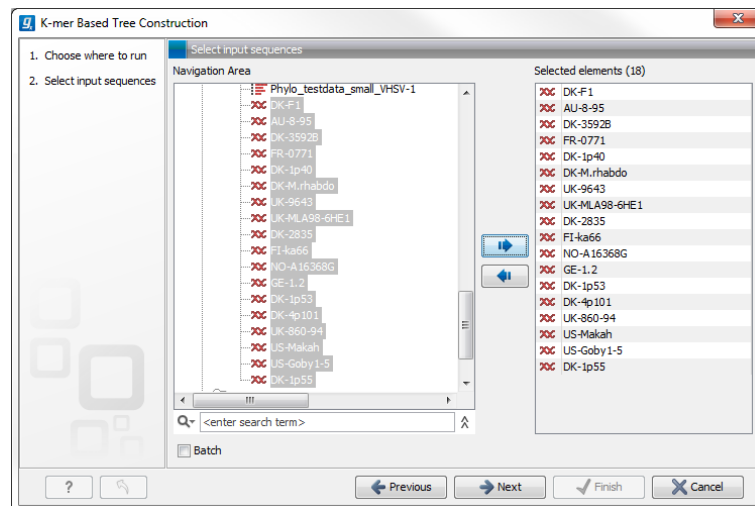 K-mer Based Tree Construction
1. Choose where to run
2. Select input sequences
Select input sequences
Navigation Area
Phylo_testdata_small_VHSV-1
DK-F1
AU-8-95
DK-3592B
FR-0771
DK-1p40
DK-M.rhabdo
UK-9643
UK-MLA98-6HE1
DK-2835
FI-ka66
NO-A16368G
GE-1.2
DK-1p53
DK-4p101
UK-860-94
US-Makah
US-Goby1-5
DK-1p55
<enter search term>
Batch
Selected elements (18)
DK-F1
AU-8-95
DK-3592B
FR-0771
DK-1p40
DK-M.rhabdo
UK-9643
UK-MLA98-6HE1
DK-2835
FI-ka66
NO-A16368G
GE-1.2
DK-1p53
DK-4p101
UK-860-94
US-Makah
US-Goby1-5
DK-1p55
?
Previous
Next
Finish
Cancel